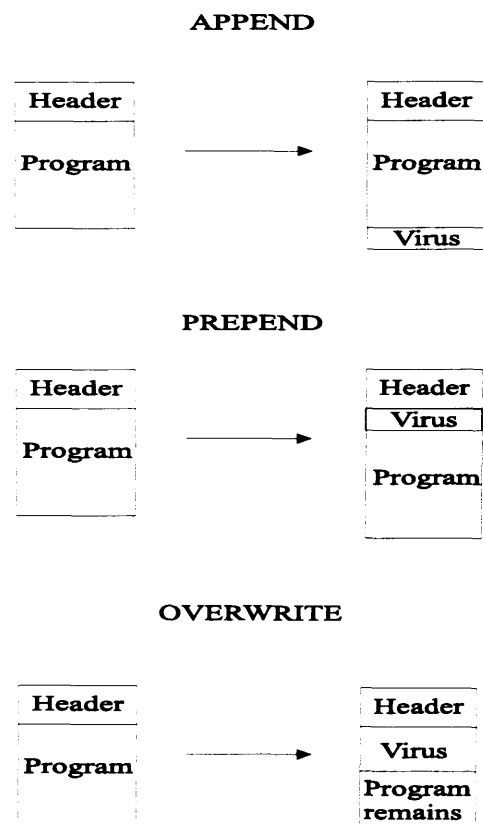 APPEND
Header
Header
Program
Program
Virus
PREPEND
Header
Header
Virus
Program
Program
OVERWRITE
Header
Header
Virus
Program
Program
remains